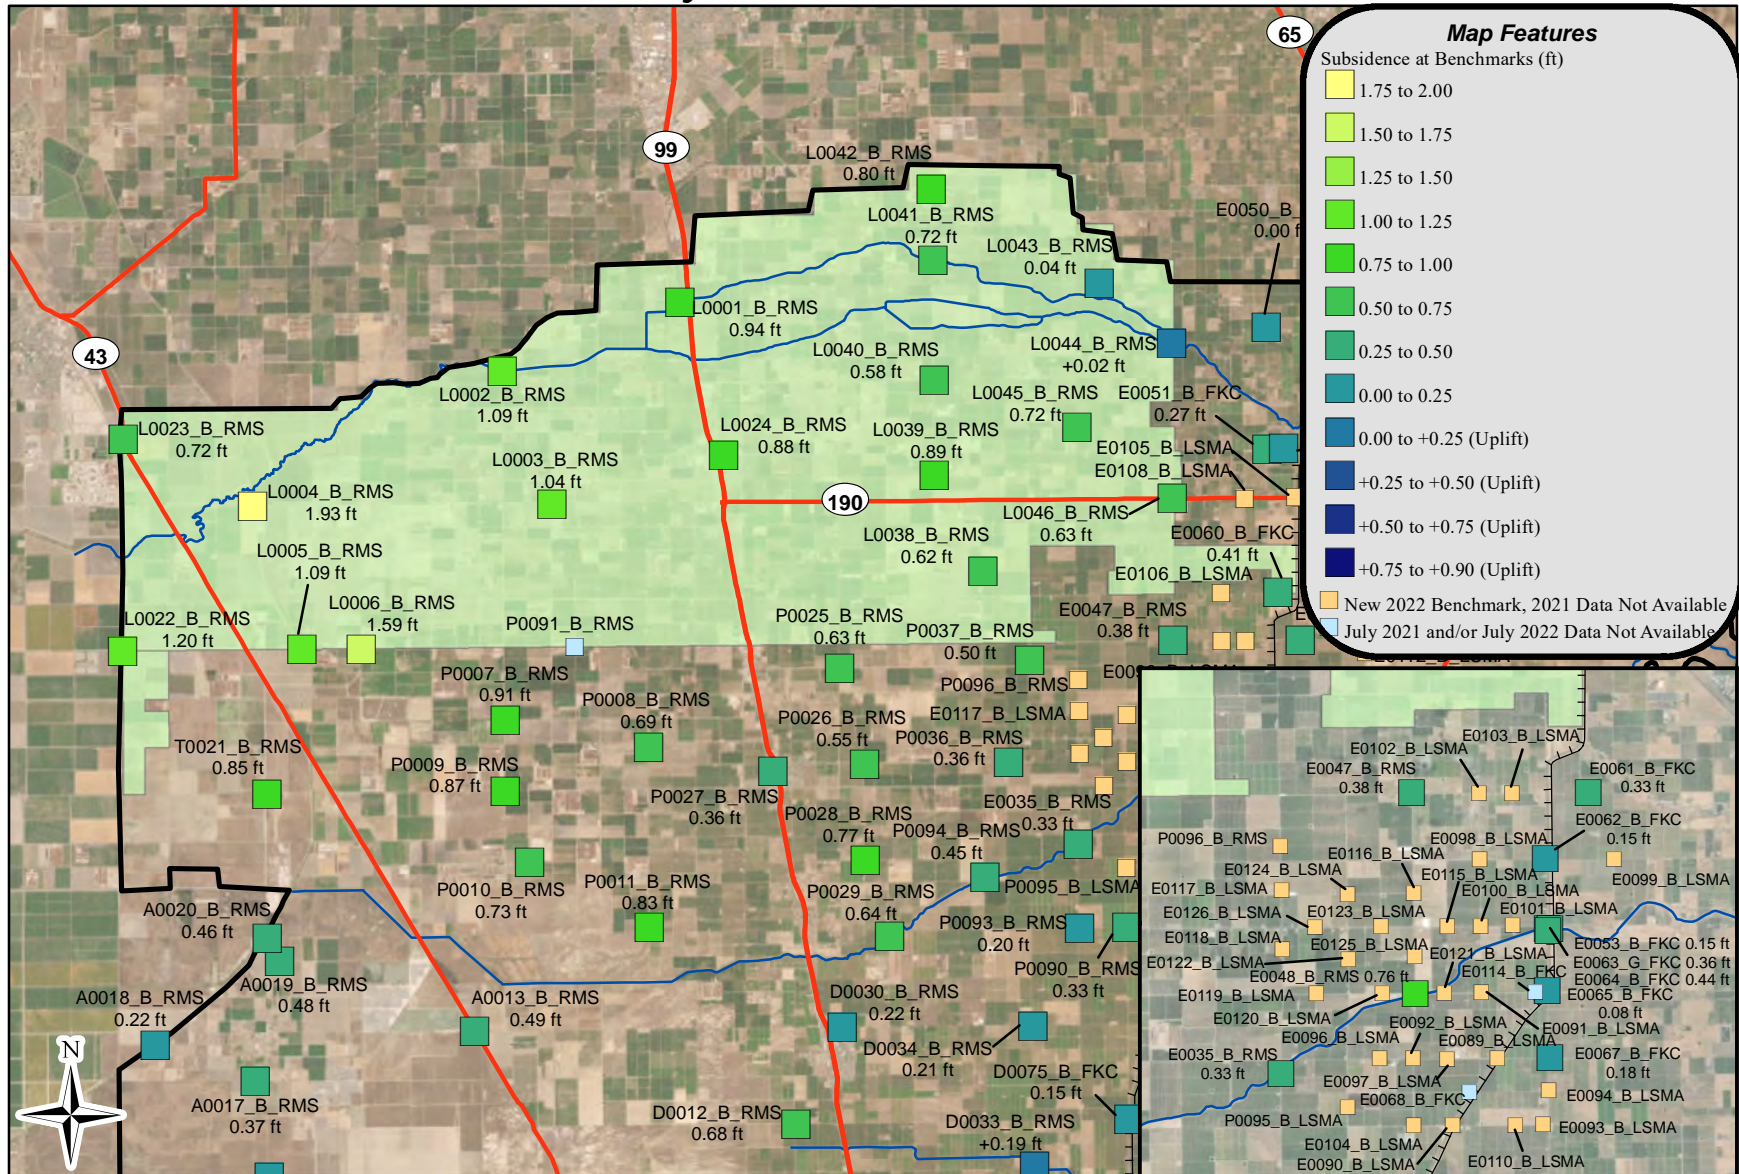 65
99
43
190
Map Features
Subsidence at Benchmarks (ft)
1.75 to 2.00
1.50 to 1.75
1.25 to 1.50
1.00 to 1.25
0.75 to 1.00
0.50 to 0.75
0.25 to 0.50
0.00 to 0.25
0.00 to +0.25 (Uplift)
+0.25 to +0.50 (Uplift)
+0.50 to +0.75 (Uplift)
+0.75 to +0.90 (Uplift)
New 2022 Benchmark, 2021 Data Not Available
July 2021 and/or July 2022 Data Not Available
L0042_B_RMS
0.80 ft
L0041_B_RMS
0.72 ft
L0043_B_RMS
0.04 ft
E0050_B_
0.00 f
L0001_B_RMS
0.94 ft
L0044_B_RMS
+0.02 ft
L0040_B_RMS
0.58 ft
L0002_B_RMS
1.09 ft
L0045_B_RMS
0.72 ft
E0051_B_FKC
0.27 ft
L0023_B_RMS
0.72 ft
L0024_B_RMS
0.88 ft
L0039_B_RMS
0.89 ft
E0105_B_LSMA
E0108_B_LSMA
L0003_B_RMS
1.04 ft
L0004_B_RMS
1.93 ft
L0046_B_RMS
0.63 ft
L0038_B_RMS
0.62 ft
E0060_B_FKC
0.41 ft
E0106_B_LSMA
L0005_B_RMS
1.09 ft
L0006_B_RMS
1.59 ft
L0022_B_RMS
1.20 ft
P0091_B_RMS
P0025_B_RMS
0.63 ft
P0037_B_RMS
0.50 ft
E0047_B_RMS
0.38 ft
E
P0007_B_RMS
0.91 ft
P0008_B_RMS
0.69 ft
P0096_B_RMS
E0117_B_LSMA
P0026_B_RMS
0.55 ft
P0036_B_RMS
0.36 ft
T0021_B_RMS
0.85 ft
P0009_B_RMS
0.87 ft
P0027_B_RMS
0.36 ft
P0028_B_RMS
0.77 ft
E0035_B_RMS
0.33 ft
P0094_B_RMS
0.45 ft
P0010_B_RMS
0.73 ft
P0011_B_RMS
0.83 ft
P0029_B_RMS
0.64 ft
P0095_B_LSMA
P0093_B_RMS
0.20 ft
P0090_B_RMS
0.33 ft
A0020_B_RMS
0.46 ft
A0019_B_RMS
0.48 ft
A0018_B_RMS
0.22 ft
A0013_B_RMS
0.49 ft
D0030_B_RMS
0.22 ft
D0034_B_RMS
0.21 ft
D0075_B_FKC
0.15 ft
A0017_B_RMS
0.37 ft
D0012_B_RMS
0.68 ft
D0033_B_RMS
+0.19 ft
N
E0102_B_LSMA
E0103_B_LSMA
E0047_B_RMS
0.38 ft
E0061_B_FKC
0.33 ft
E0062_B_FKC
0.15 ft
P0096_B_RMS
E0098_B_LSMA
E0116_B_LSMA
E0124_B_LSMA
E0115_B_LSMA
E0099_B_LSMA
E0117_B_LSMA
E0100_B_LSMA
E0126_B_LSMA
E0123_B_LSMA
E0101_B_LSMA
E0118_B_LSMA
E0125_B_LSMA
E0053_B_FKC 0.15 ft
E0122_B_LSMA
E0121_B_LSMA
E0063_G_FKC 0.36 ft
E0048_B_RMS 0.76 ft
E0114_B_FKC
E0064_B_FKC 0.44 ft
E0119_B_LSMA
E0065_B_FKC
0.08 ft
E0120_B_LSMA
E0092_B_LSMA
E0091_B_LSMA
E0096_B_LSMA
E0089_B_LSMA
E0035_B_RMS
0.33 ft
E0067_B_FKC
0.18 ft
E0097_B_LSMA
E0068_B_FKC
E0094_B_LSMA
P0095_B_LSMA
E0093_B_LSMA
E0104_B_LSMA
E0090_B_LSMA
E0110_B_LSMA